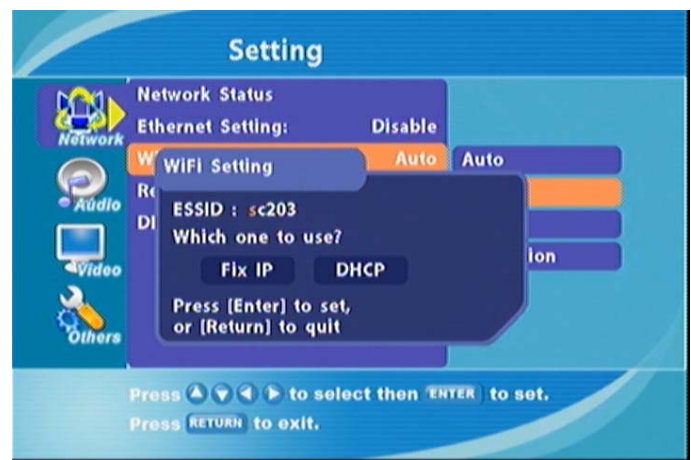 Setting
Network
Audio
Video
Others
Network Status
Ethernet Setting: Disable
W Auto
Re
DI
Auto
ion
WiFi Setting
ESSID : sc203
Which one to use?
Fix IP DHCP
Press [Enter] to set,
or [Return] to quit
Press to select then ENTER to set.
Press RETURN to exit.